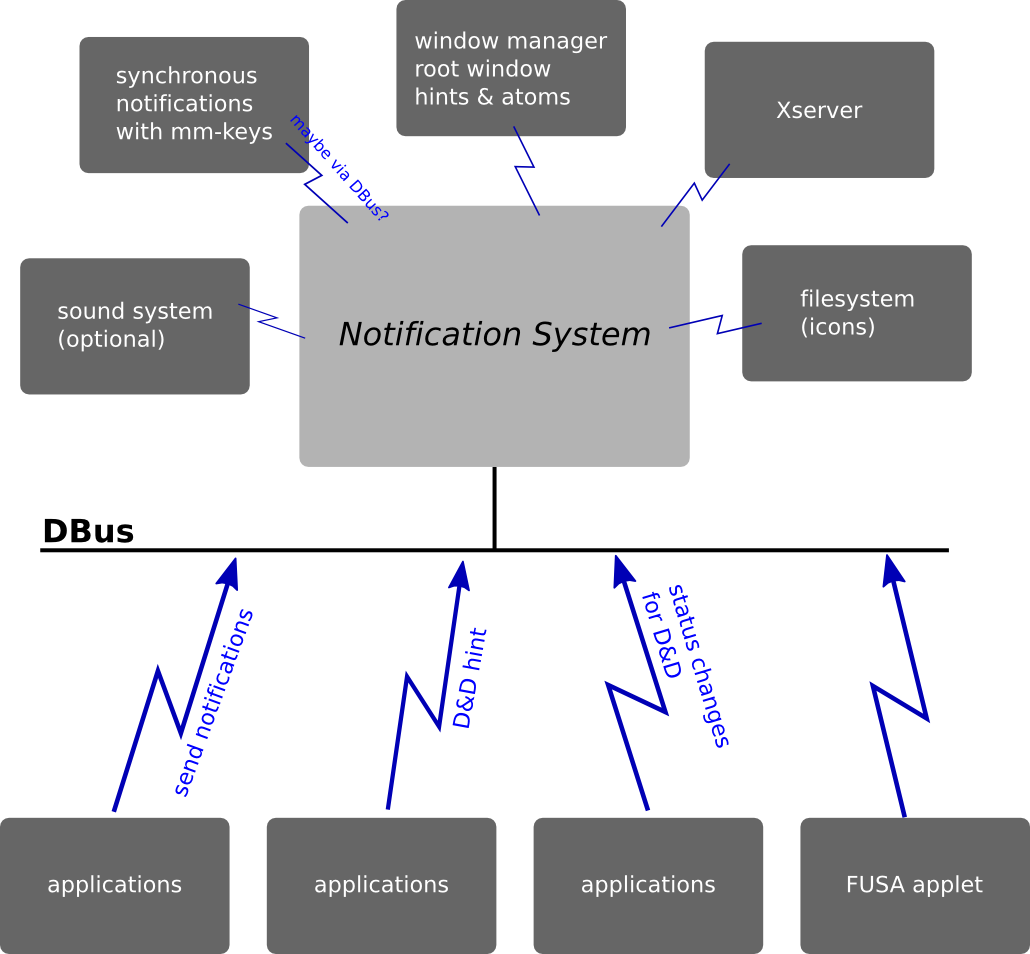 window manager
root window
hints & atoms
synchronous
notifications
with mm-keys
Xserver
maybe via DBus?
sound system
(optional)
Notification System
filesystem
(icons)
DBus
send notifications
D&D hint
status changes
for D&D
applications
applications
applications
FUSA applet